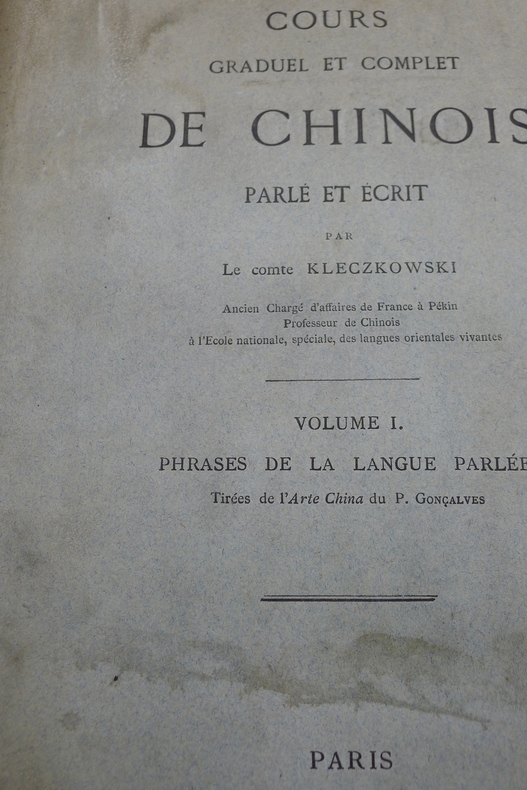 COURS
GRADUEL ET COMPLET
DE CHINOIS
PARLÉ ET ÉCRIT
PAR
Le comte KLECZKOWSKI
Ancien Chargé d'affaires de France à Pékin
Professeur de Chinois
à l'Ecole nationale, spéciale, des langues orientales vivantes
VOLUME I.
PHRASES DE LA LANGUE PARLÉE
Tirées de l'Arte China du P. GONÇALVES
PARIS